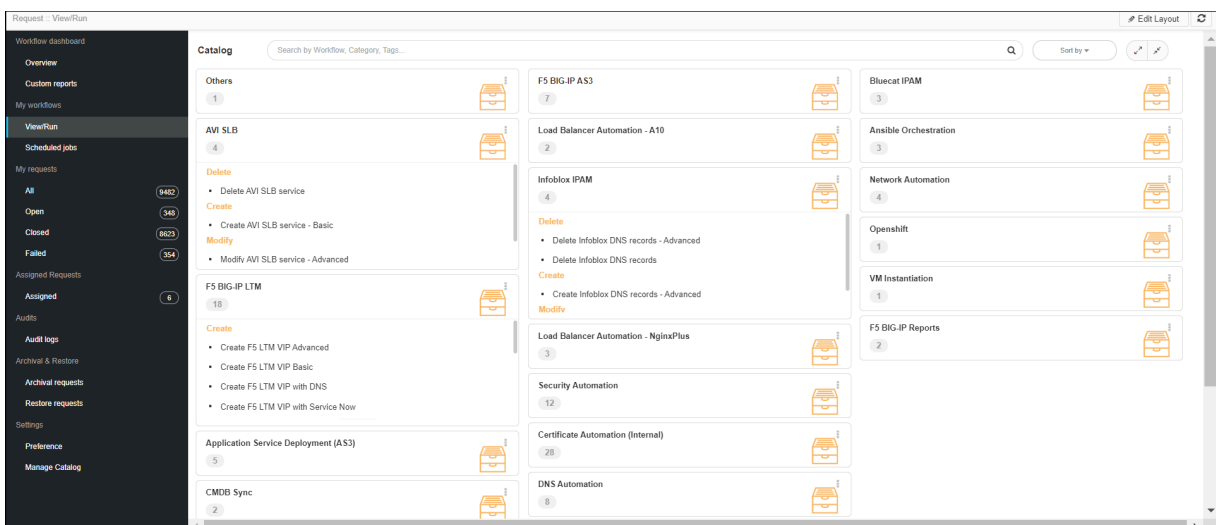 Request :: View/Run
Edit Layout
Workflow dashboard
Overview
Custom reports
My workflows
View/Run
Scheduled jobs
My requests
All 9482
Open 348
Closed 8623
Failed 354
Assigned Requests
Assigned 6
Audits
Audit logs
Archival & Restore
Archival requests
Restore requests
Settings
Preference
Manage Catalog
Catalog
Search by Workflow, Category, Tags...
Sort by
Others
1
AVI SLB
4
Delete
• Delete AVI SLB service
Create
• Create AVI SLB service - Basic
Modify
• Modify AVI SLB service - Advanced
F5 BIG-IP LTM
18
Create
• Create F5 LTM VIP Advanced
• Create F5 LTM VIP Basic
• Create F5 LTM VIP with DNS
• Create F5 LTM VIP with Service Now
Application Service Deployment (AS3)
5
CMDB Sync
2
F5 BIG-IP AS3
7
Load Balancer Automation - A10
2
Infoblox IPAM
4
Delete
• Delete Infoblox DNS records - Advanced
• Delete Infoblox DNS records
Create
• Create Infoblox DNS records - Advanced
Modify
Load Balancer Automation - NginxPlus
3
Security Automation
12
Certificate Automation (Internal)
28
DNS Automation
8
Bluecat IPAM
3
Ansible Orchestration
3
Network Automation
4
Openshift
1
VM Instantiation
1
F5 BIG-IP Reports
2